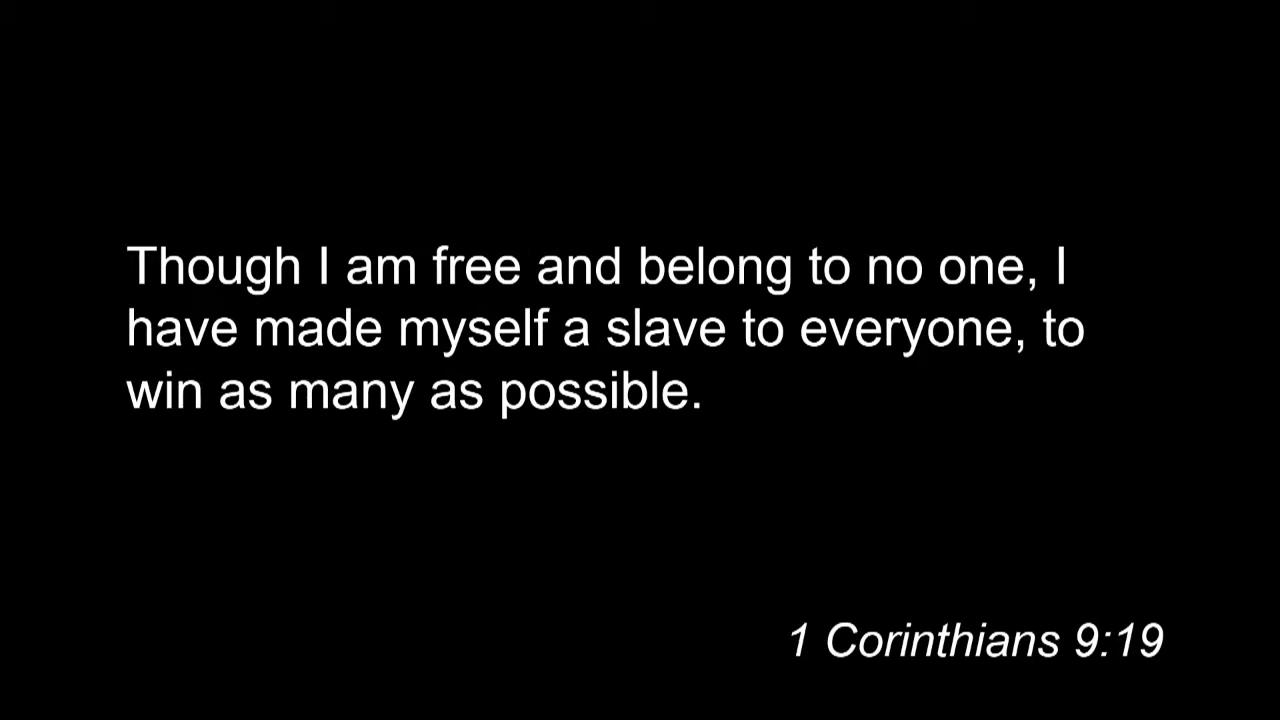 Though I am free and belong to no one, I
have made myself a slave to everyone, to
win as many as possible.
1 Corinthians 9:19